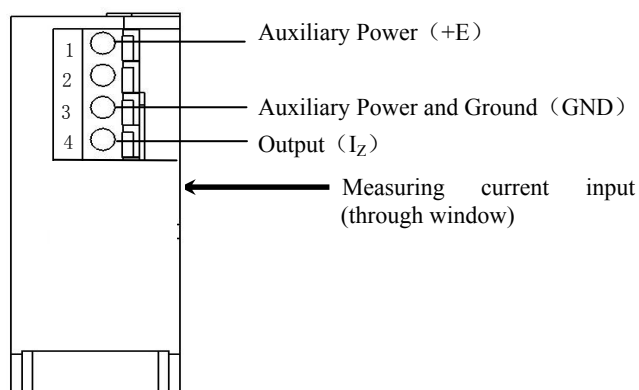 1 Auxiliary Power（+E）
2
3 Auxiliary Power and Ground（GND）
4 Output（IZ）
Measuring current input
(through window)